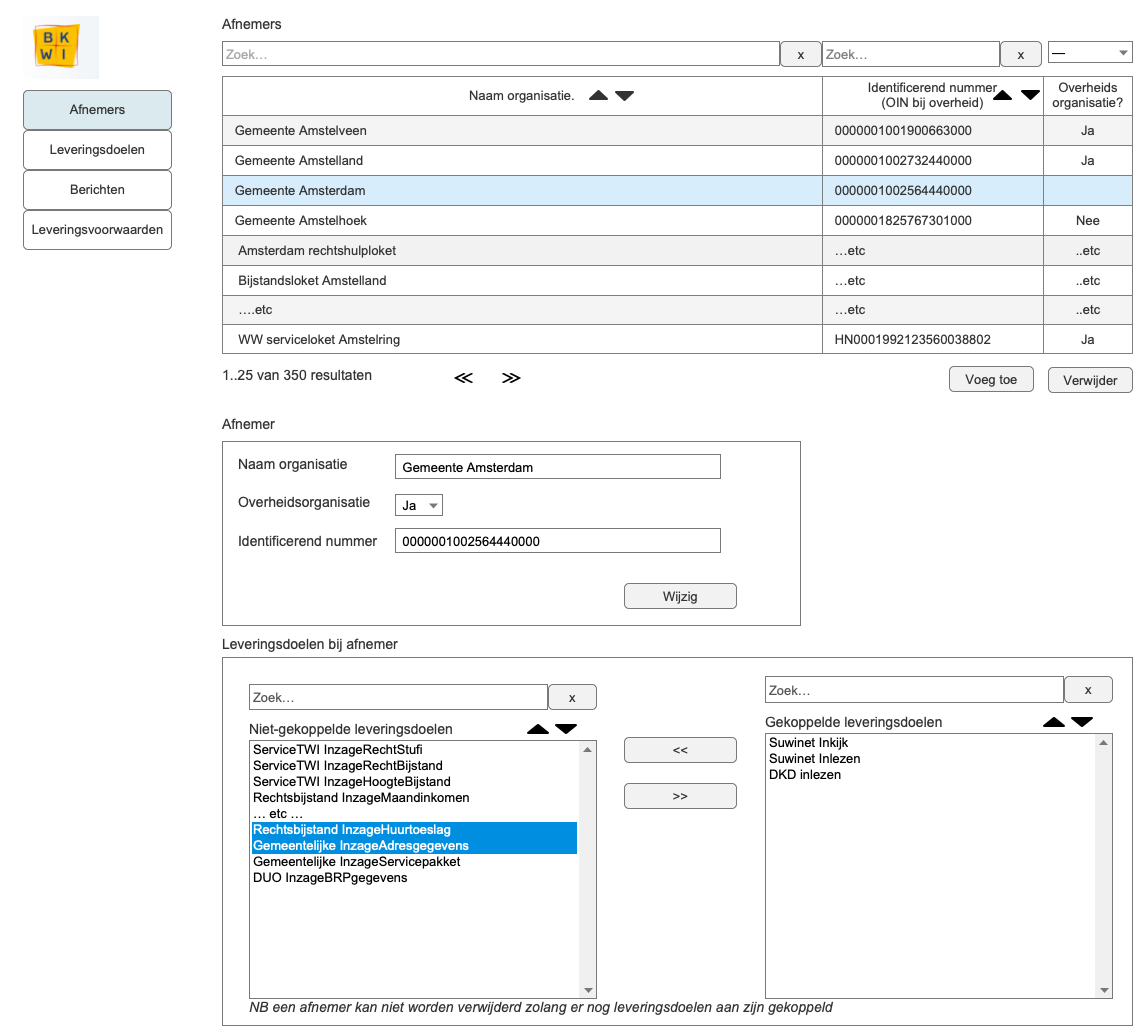 B K
W I
Afnemers
Leveringsdoelen
Berichten
Leveringsvoorwaarden
Afnemers
Zoek...
x
Zoek...
x
—
Naam organisatie.
Identificerend nummer
(OIN bij overheid)
Overheids
organisatie?
Gemeente Amstelveen 0000001001900663000 Ja
Gemeente Amstelland 0000001002732440000 Ja
Gemeente Amsterdam 0000001002564440000
Gemeente Amstelhoek 0000001825767301000 Nee
Amsterdam rechtshulploket ...etc ..etc
Bijstandsloket Amstelland ...etc ..etc
....etc ...etc ..etc
WW serviceloket Amstelring HN0001992123560038802 Ja
1..25 van 350 resultaten
≪ ≫
Voeg toe
Verwijder
Afnemer
Naam organisatie Gemeente Amsterdam
Overheidsorganisatie Ja
Identificerend nummer 0000001002564440000
Wijzig
Leveringsdoelen bij afnemer
Zoek...
x
Niet-gekoppelde leveringsdoelen
ServiceTWI InzageRechtStufi
ServiceTWI InzageRechtBijstand
ServiceTWI InzageHoogteBijstand
Rechtsbijstand InzageMaandinkomen
... etc ...
Rechtsbijstand InzageHuurtoeslag
Gemeentelijke InzageAdresgegevens
Gemeentelijke InzageServicepakket
DUO InzageBRPgegevens
<<
>>
Zoek...
x
Gekoppelde leveringsdoelen
Suwinet Inkijk
Suwinet Inlezen
DKD inlezen
NB een afnemer kan niet worden verwijderd zolang er nog leveringsdoelen aan zijn gekoppeld